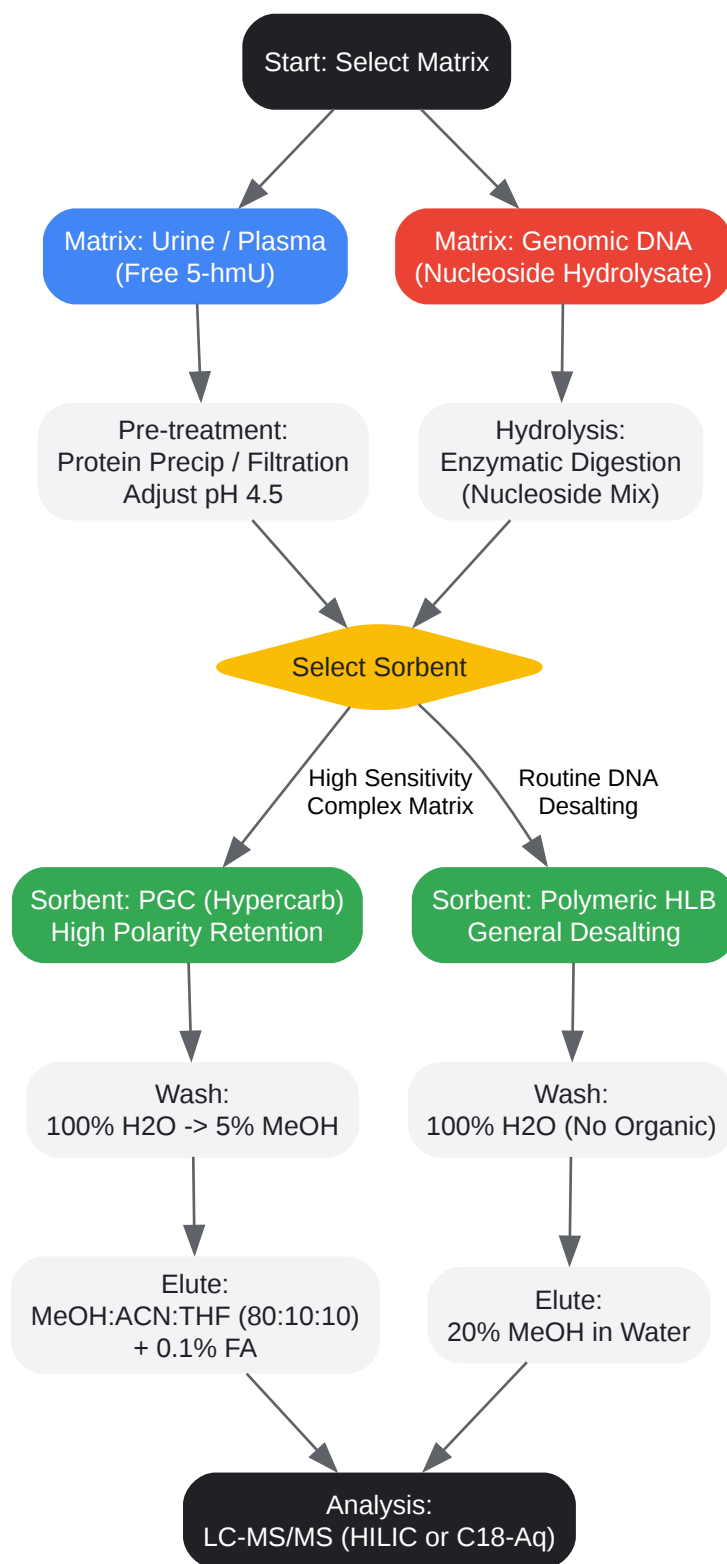 Start: Select Matrix
Matrix: Urine / Plasma
(Free 5-hmU)
Matrix: Genomic DNA
(Nucleoside Hydrolysate)
Pre-treatment:
Protein Precip / Filtration
Adjust pH 4.5
Hydrolysis:
Enzymatic Digestion
(Nucleoside Mix)
Select Sorbent
High Sensitivity
Complex Matrix
Routine DNA
Desalting
Sorbent: PGC (Hypercarb)
High Polarity Retention
Sorbent: Polymeric HLB
General Desalting
Wash:
100% H2O -> 5% MeOH
Wash:
100% H2O (No Organic)
Elute:
MeOH:ACN:THF (80:10:10)
+ 0.1% FA
Elute:
20% MeOH in Water
Analysis:
LC-MS/MS (HILIC or C18-Aq)